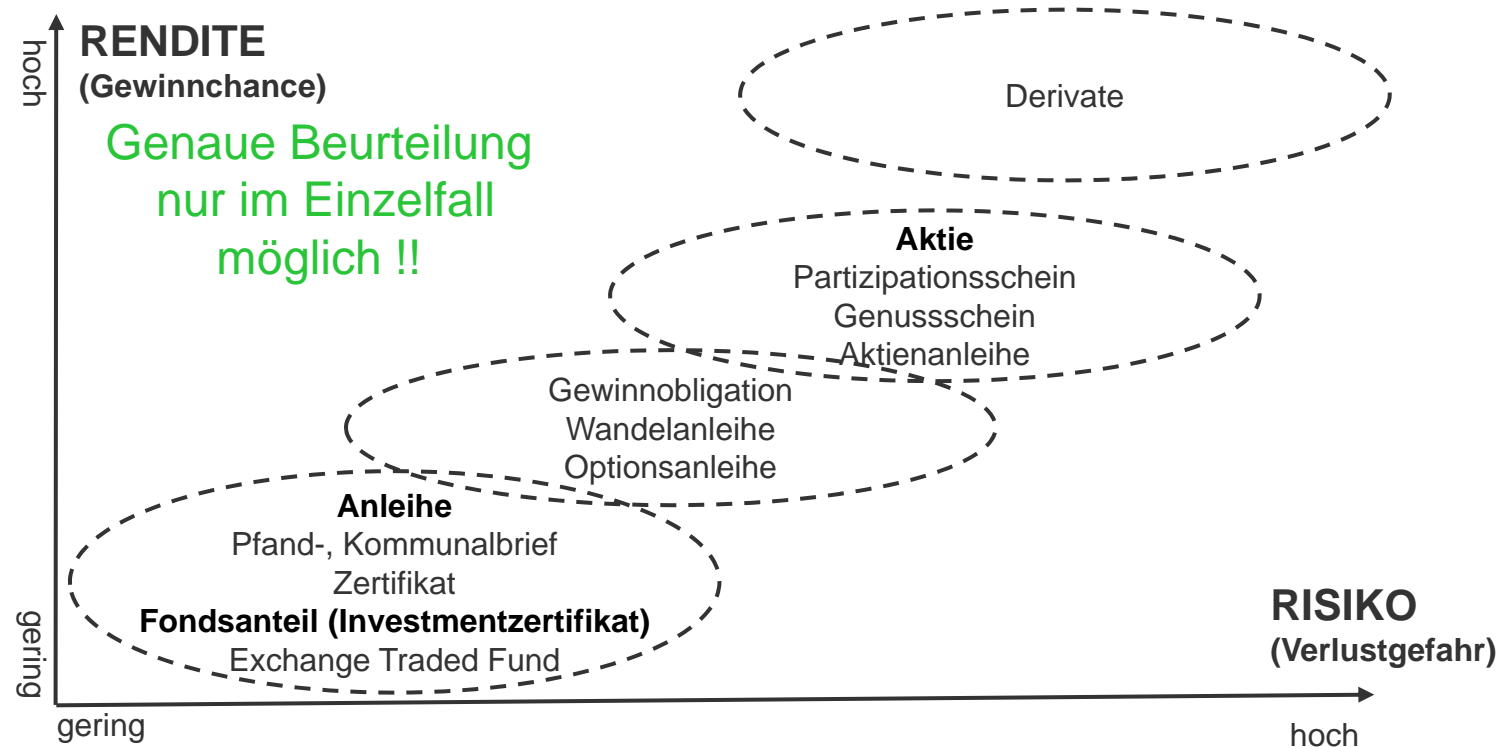 RENDITE
(Gewinnchance)
hoch
Genaue Beurteilung
nur im Einzelfall
möglich !!
Derivate
Aktie
Partizipationsschein
Genussschein
Aktienanleihe
Gewinnobligation
Wandelanleihe
Optionsanleihe
Anleihe
Pfand-, Kommunalbrief
Zertifikat
Fondsanteil (Investmentzertifikat)
Exchange Traded Fund
gering
RISIKO
(Verlustgefahr)
gering
hoch